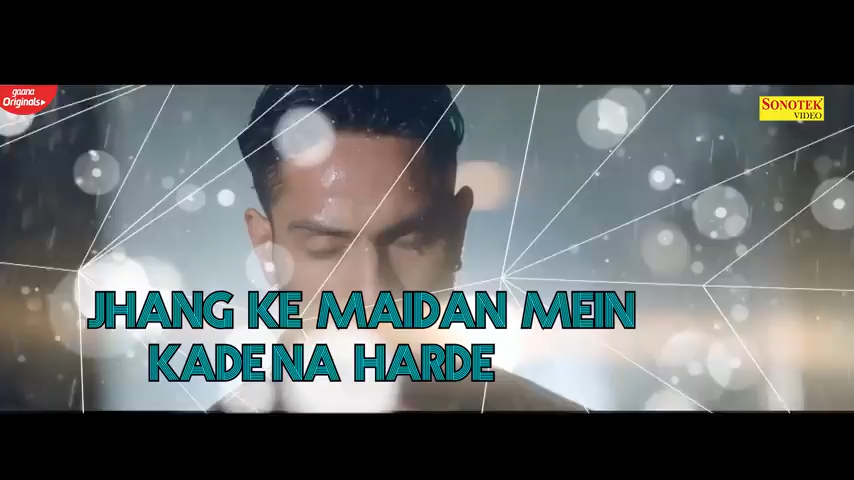 gaana
Originals
SONOTEK
VIDEO
JHANG KE MAIDAN MEIN
KADE NA HARDE